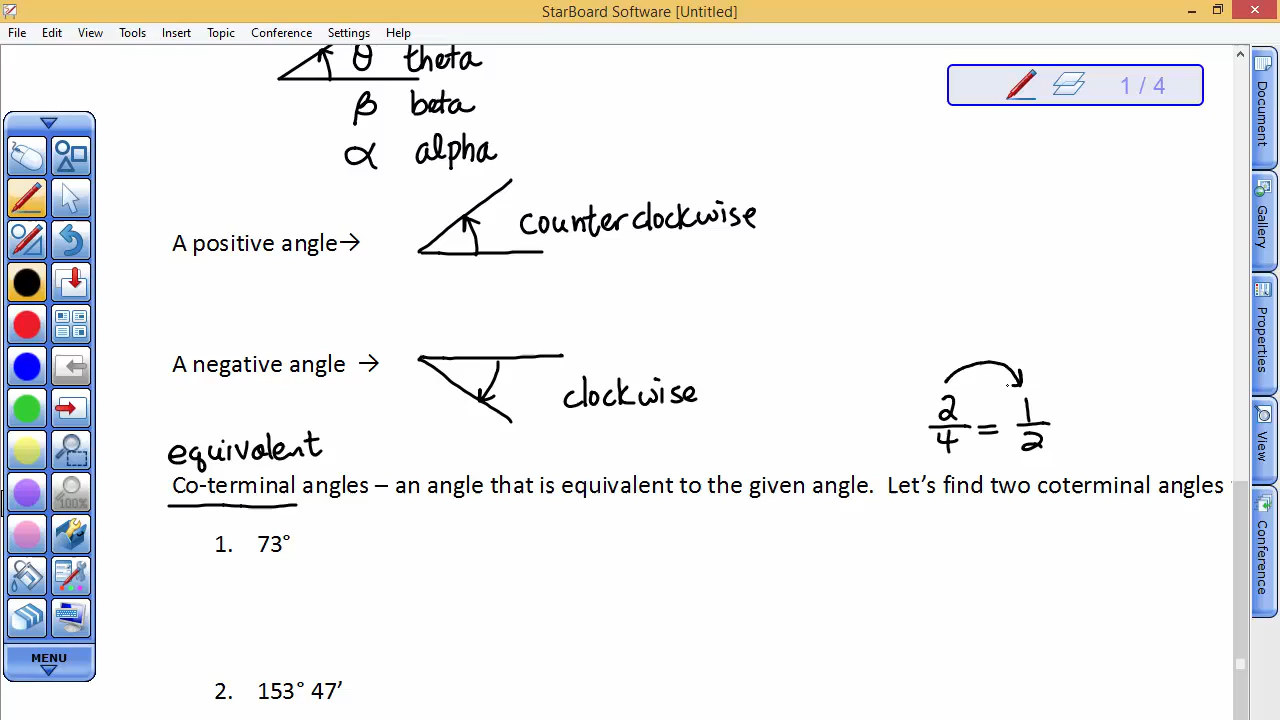 StarBoard Software [Untitled]
File Edit View Tools Insert Topic Conference Settings Help
θ theta
β beta
α alpha
1 / 4
counterclockwise
A positive angle→
A negative angle →
clockwise
2/4 = 1/2
equivalent
Co-terminal angles – an angle that is equivalent to the given angle. Let's find two coterminal angles
1. 73°
2. 153° 47′
100%
MENU
Document
Gallery
Properties
View
Conference